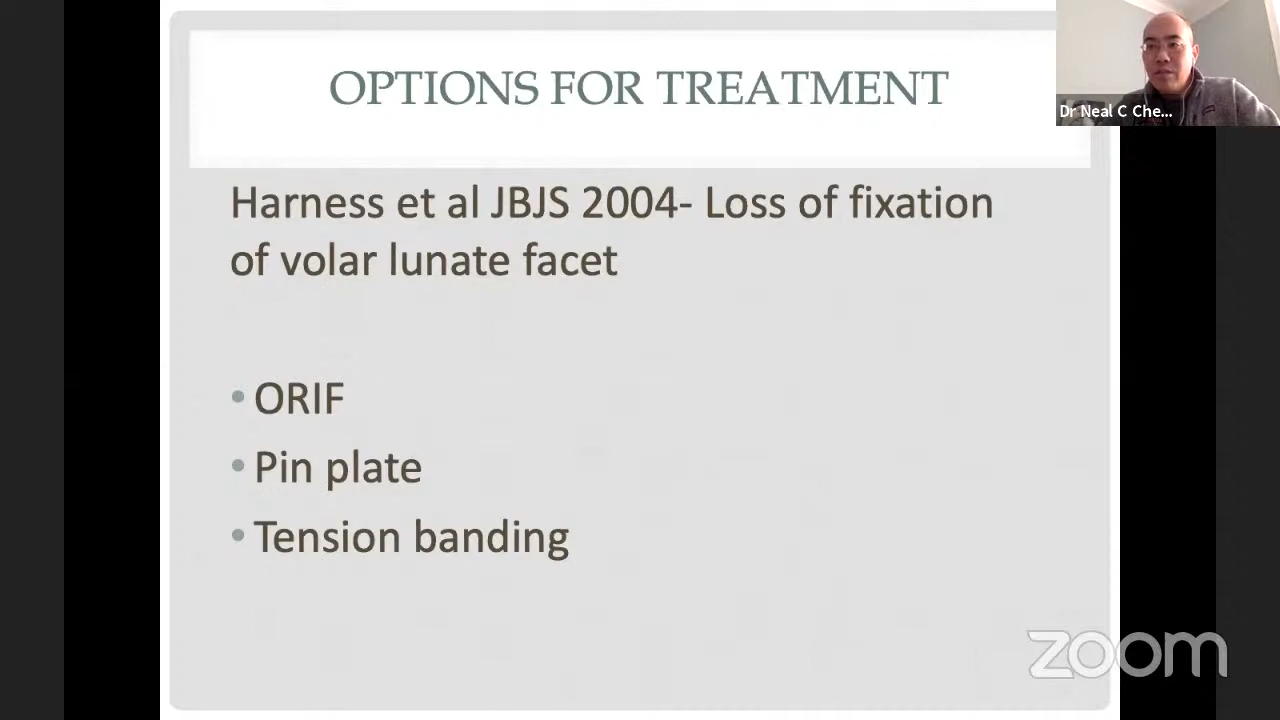 OPTIONS FOR TREATMENT
Dr Neal C Che...
Harness et al JBJS 2004- Loss of fixation
of volar lunate facet
• ORIF
• Pin plate
• Tension banding
zoom